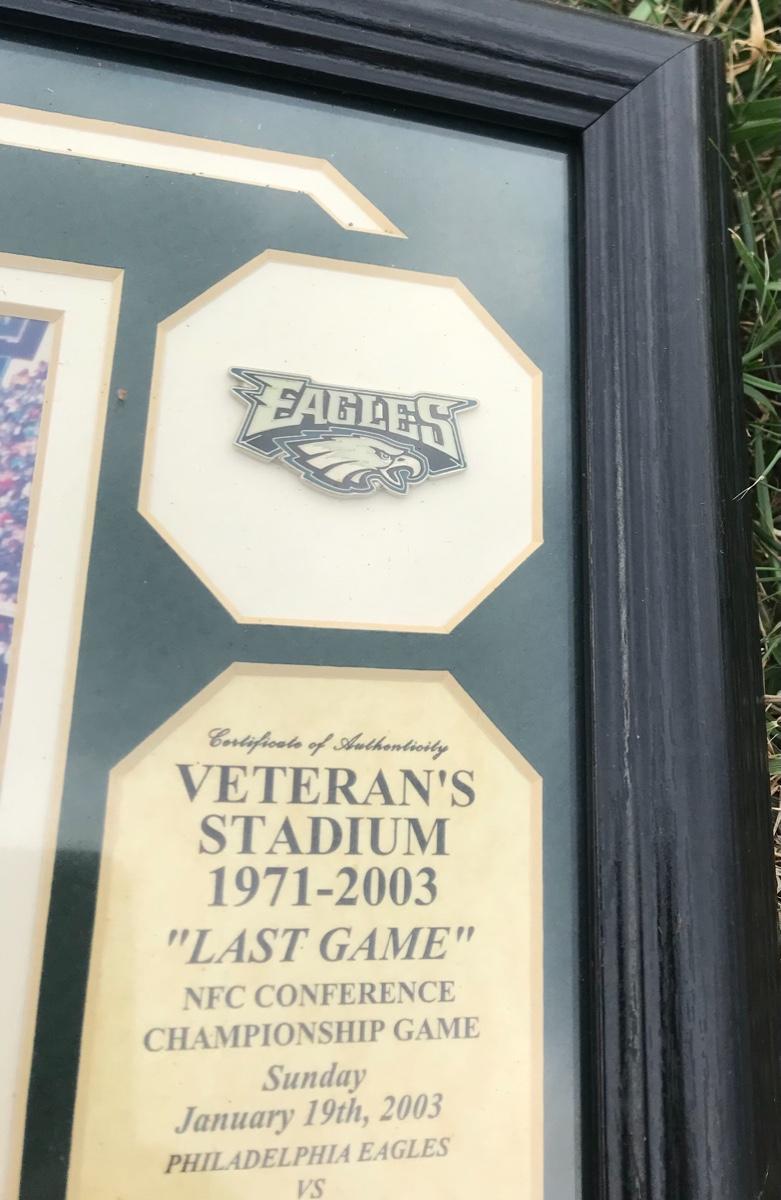 EAGLES
Certificate of Authenticity
VETERAN'S
STADIUM
1971-2003
"LAST GAME"
NFC CONFERENCE
CHAMPIONSHIP GAME
Sunday
January 19th, 2003
PHILADELPHIA EAGLES
VS